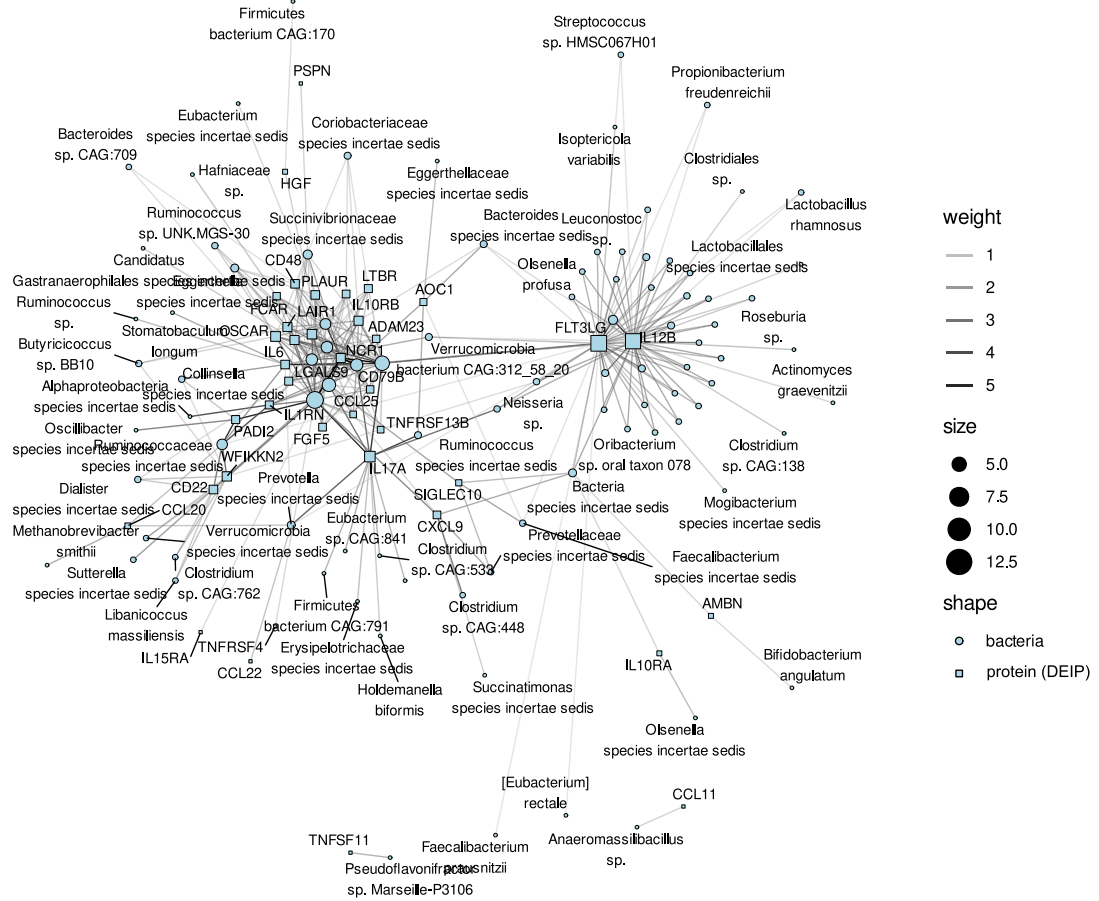 Firmicutes
bacterium CAG:170
Streptococcus
sp. HMSC067H01
PSPN
Propionibacterium
freudenreichii
Eubacterium
species incertae sedis
Coriobacteriaceae
species incertae sedis
Bacteroides
sp. CAG:709
Isoptericola
variabilis
Clostridiales
sp.
Hafniaceae
sp.
HGF
Eggerthellaceae
species incertae sedis
Lactobacillus
rhamnosus
Ruminococcus
sp. UNK.MGS-30
Succinivibrionaceae
species incertae sedis
Bacteroides
species incertae sedis
Leuconostoc
sp.
Lactobacillales
species incertae sedis
Candidatus
Gastranaerophilales species incertae sedis
Eggerthella
species incertae sedis
CD48
PLAUR
LTBR
IL10RB
AOC1
Olsenella
profusa
Ruminococcus
sp.
FCAR
LAIR1
ADAM23
FLT3LG
IL12B
Roseburia
sp.
Stomatobaculum
longum
OSCAR
IL6
NCR1
Butyricicoccus
sp. BB10
LGALS9
CD79B
Verrucomicrobia
bacterium CAG:312_58_20
Actinomyces
graevenitzii
Collinsella
species incertae sedis
Alphaproteobacteria
species incertae sedis
IL1RN
CCL25
Neisseria
sp.
TNFRSF13B
Oscillibacter
species incertae sedis
PADI2
FGF5
Ruminococcaceae
species incertae sedis
WFIKKN2
IL17A
Ruminococcus
species incertae sedis
Oribacterium
sp. oral taxon 078
Clostridium
sp. CAG:138
Prevotella
species incertae sedis
Dialister
species incertae sedis
CD22
CCL20
SIGLEC10
Bacteria
species incertae sedis
Mogibacterium
species incertae sedis
Methanobrevibacter
smithii
Verrucomicrobia
species incertae sedis
Eubacterium
sp. CAG:841
CXCL9
Prevotellaceae
species incertae sedis
Clostridium
sp. CAG:533
Faecalibacterium
species incertae sedis
Sutterella
species incertae sedis
Clostridium
sp. CAG:762
Libanicoccus
massiliensis
Firmicutes
bacterium CAG:791
Clostridium
sp. CAG:448
AMBN
IL15RA
TNFRSF4
CCL22
Erysipelotrichaceae
species incertae sedis
IL10RA
Bifidobacterium
angulatum
Holdemanella
biformis
Succinatimonas
species incertae sedis
Olsenella
species incertae sedis
[Eubacterium]
rectale
CCL11
TNFSF11
Faecalibacterium
prausnitzii
Anaeromassilibacillus
sp.
Pseudoflavonifractor
sp. Marseille-P3106
weight
1
2
3
4
5
size
5.0
7.5
10.0
12.5
shape
bacteria
protein (DEIP)